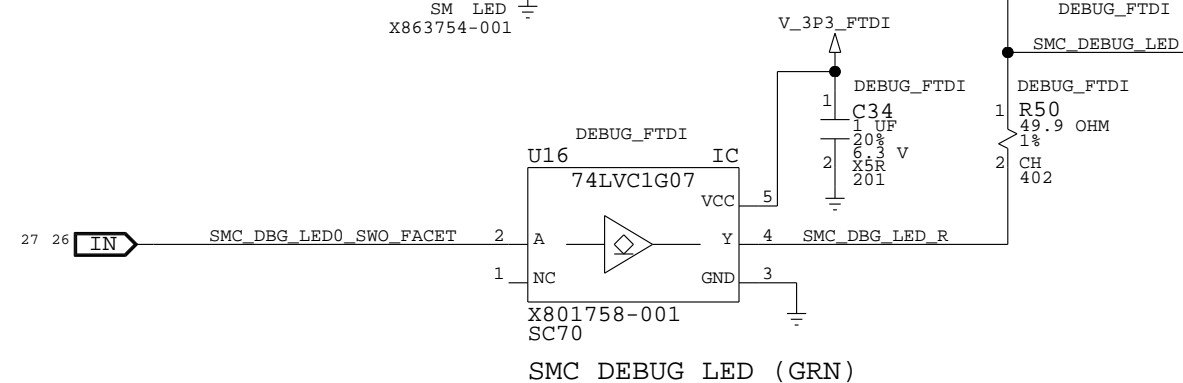 SM LED
X863754-001
V_3P3_FTDI
DEBUG_FTDI
SMC_DEBUG_LED
DEBUG_FTDI
1
C34
1 UF
20%
6.3 V
X5R
201
2
DEBUG_FTDI
1
R50
49.9 OHM
1%
2
CH
402
DEBUG_FTDI
U16
IC
74LVC1G07
VCC
5
27 26
IN
SMC_DBG_LED0_SWO_FACET
2
A
Y
4
SMC_DBG_LED_R
1
NC
GND
3
X801758-001
SC70
SMC DEBUG LED (GRN)